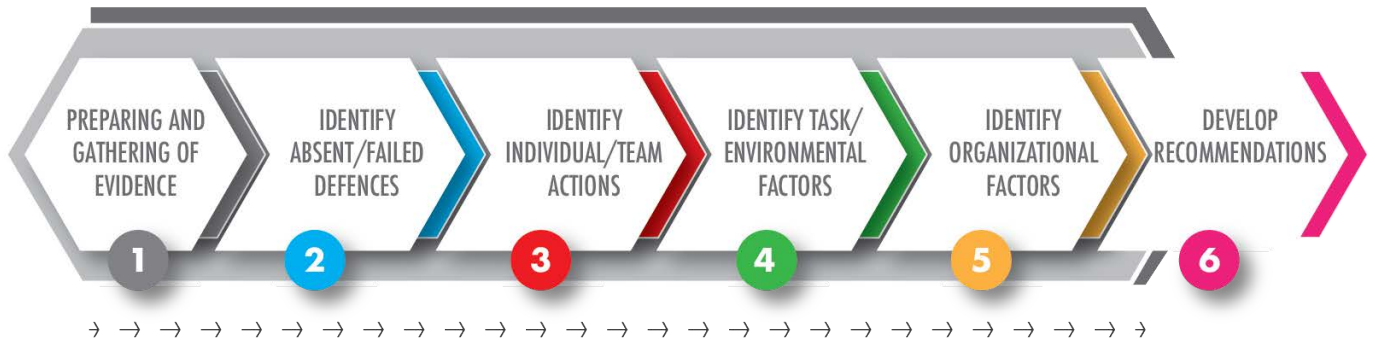 PREPARING AND
GATHERING OF
EVIDENCE
1
IDENTIFY
ABSENT/FAILED
DEFENCES
2
IDENTIFY
INDIVIDUAL/TEAM
ACTIONS
3
IDENTIFY TASK/
ENVIRONMENTAL
FACTORS
4
IDENTIFY
ORGANIZATIONAL
FACTORS
5
DEVELOP
RECOMMENDATIONS
6